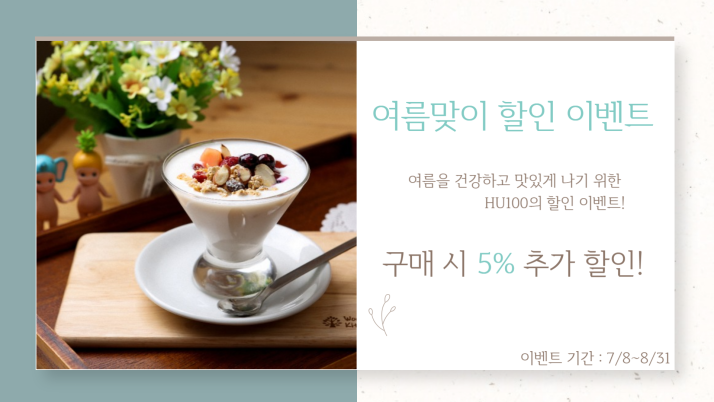 여름맞이 할인 이벤트
여름을 건강하고 맛있게 나기 위한
HU100의 할인 이벤트!
구매 시 5% 추가 할인!
이벤트 기간 : 7/8~8/31